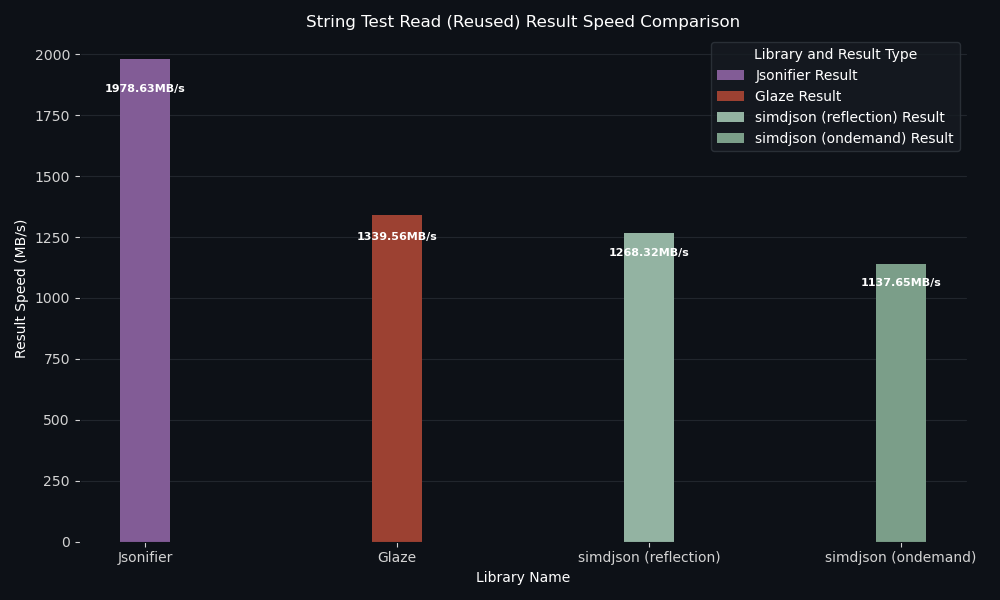 String Test Read (Reused) Result Speed Comparison
Library and Result Type
Jsonifier Result
Glaze Result
simdjson (reflection) Result
simdjson (ondemand) Result
Result Speed (MB/s)
2000
1750
1500
1250
1000
750
500
250
0
1978.63MB/s
1339.56MB/s
1268.32MB/s
1137.65MB/s
Jsonifier
Glaze
simdjson (reflection)
simdjson (ondemand)
Library Name